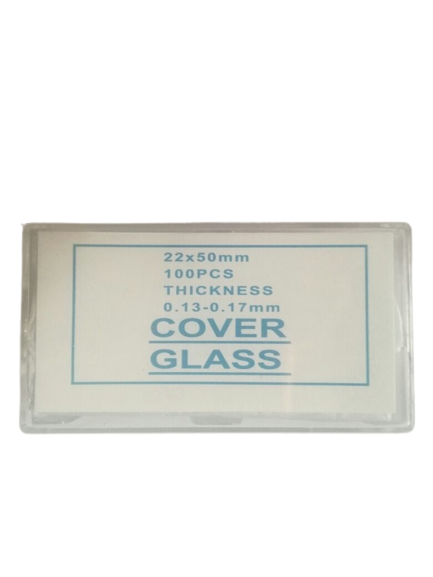 22x50mm
100PCS
THICKNESS
0.13-0.17mm
COVER
GLASS